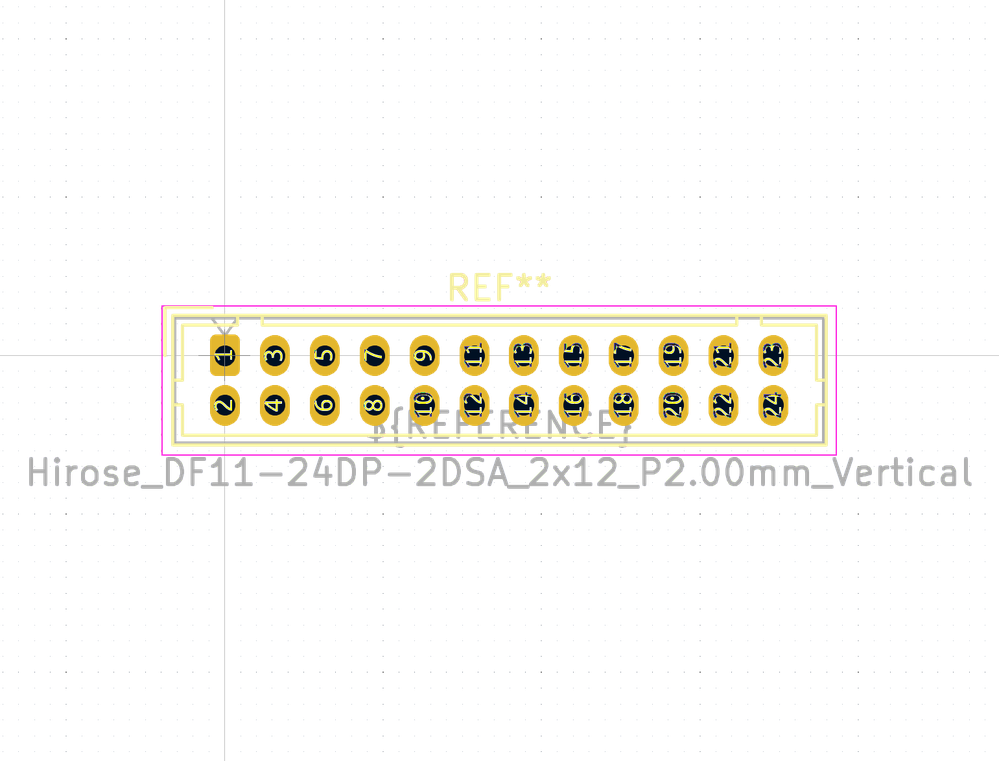 REF**
1 3 5 7 9 11 13 15 17 19 21 23
2 4 6 8 10 12 14 16 18 20 22 24
${REFERENCE}
Hirose_DF11-24DP-2DSA_2x12_P2.00mm_Vertical